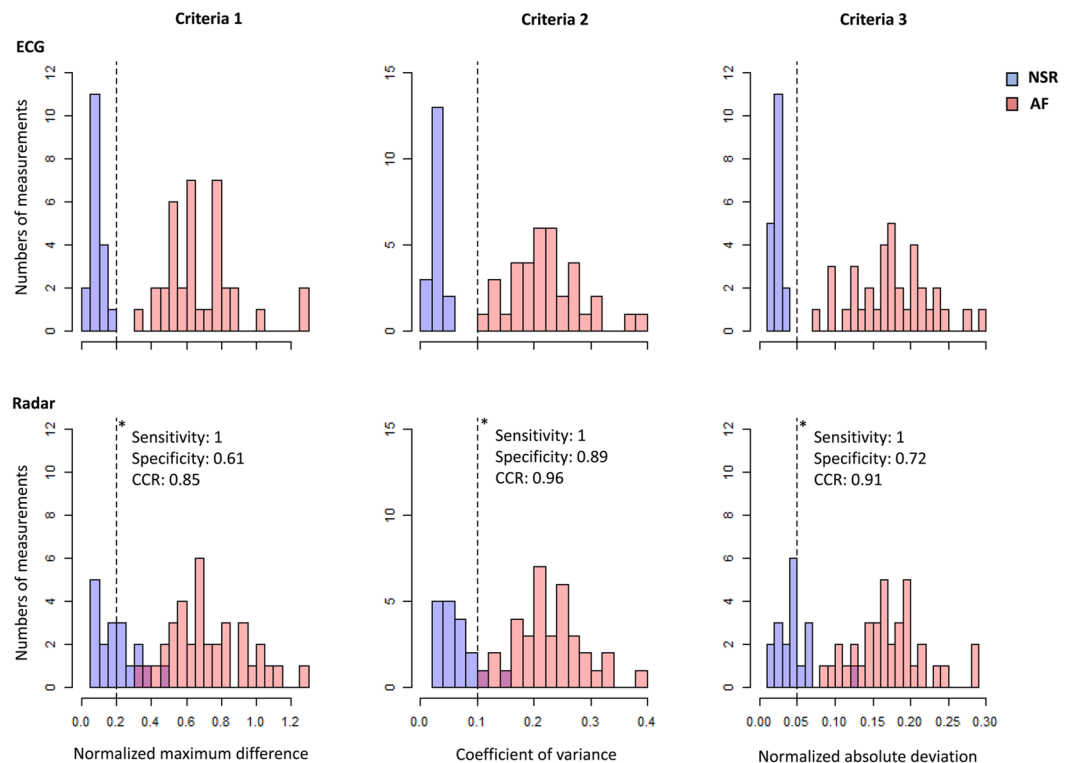 Criteria 1
Criteria 2
Criteria 3
ECG
NSR
AF
Numbers of measurements
0 2 4 6 8 10 12
0 5 10 15
0 2 4 6 8 10 12
Radar
*
Sensitivity: 1
Specificity: 0.61
CCR: 0.85
*
Sensitivity: 1
Specificity: 0.89
CCR: 0.96
*
Sensitivity: 1
Specificity: 0.72
CCR: 0.91
Numbers of measurements
0 2 4 6 8 10 12
0 5 10 15
0 2 4 6 8 10 12
0.0 0.2 0.4 0.6 0.8 1.0 1.2
0.0 0.1 0.2 0.3 0.4
0.00 0.05 0.10 0.15 0.20 0.25 0.30
Normalized maximum difference
Coefficient of variance
Normalized absolute deviation